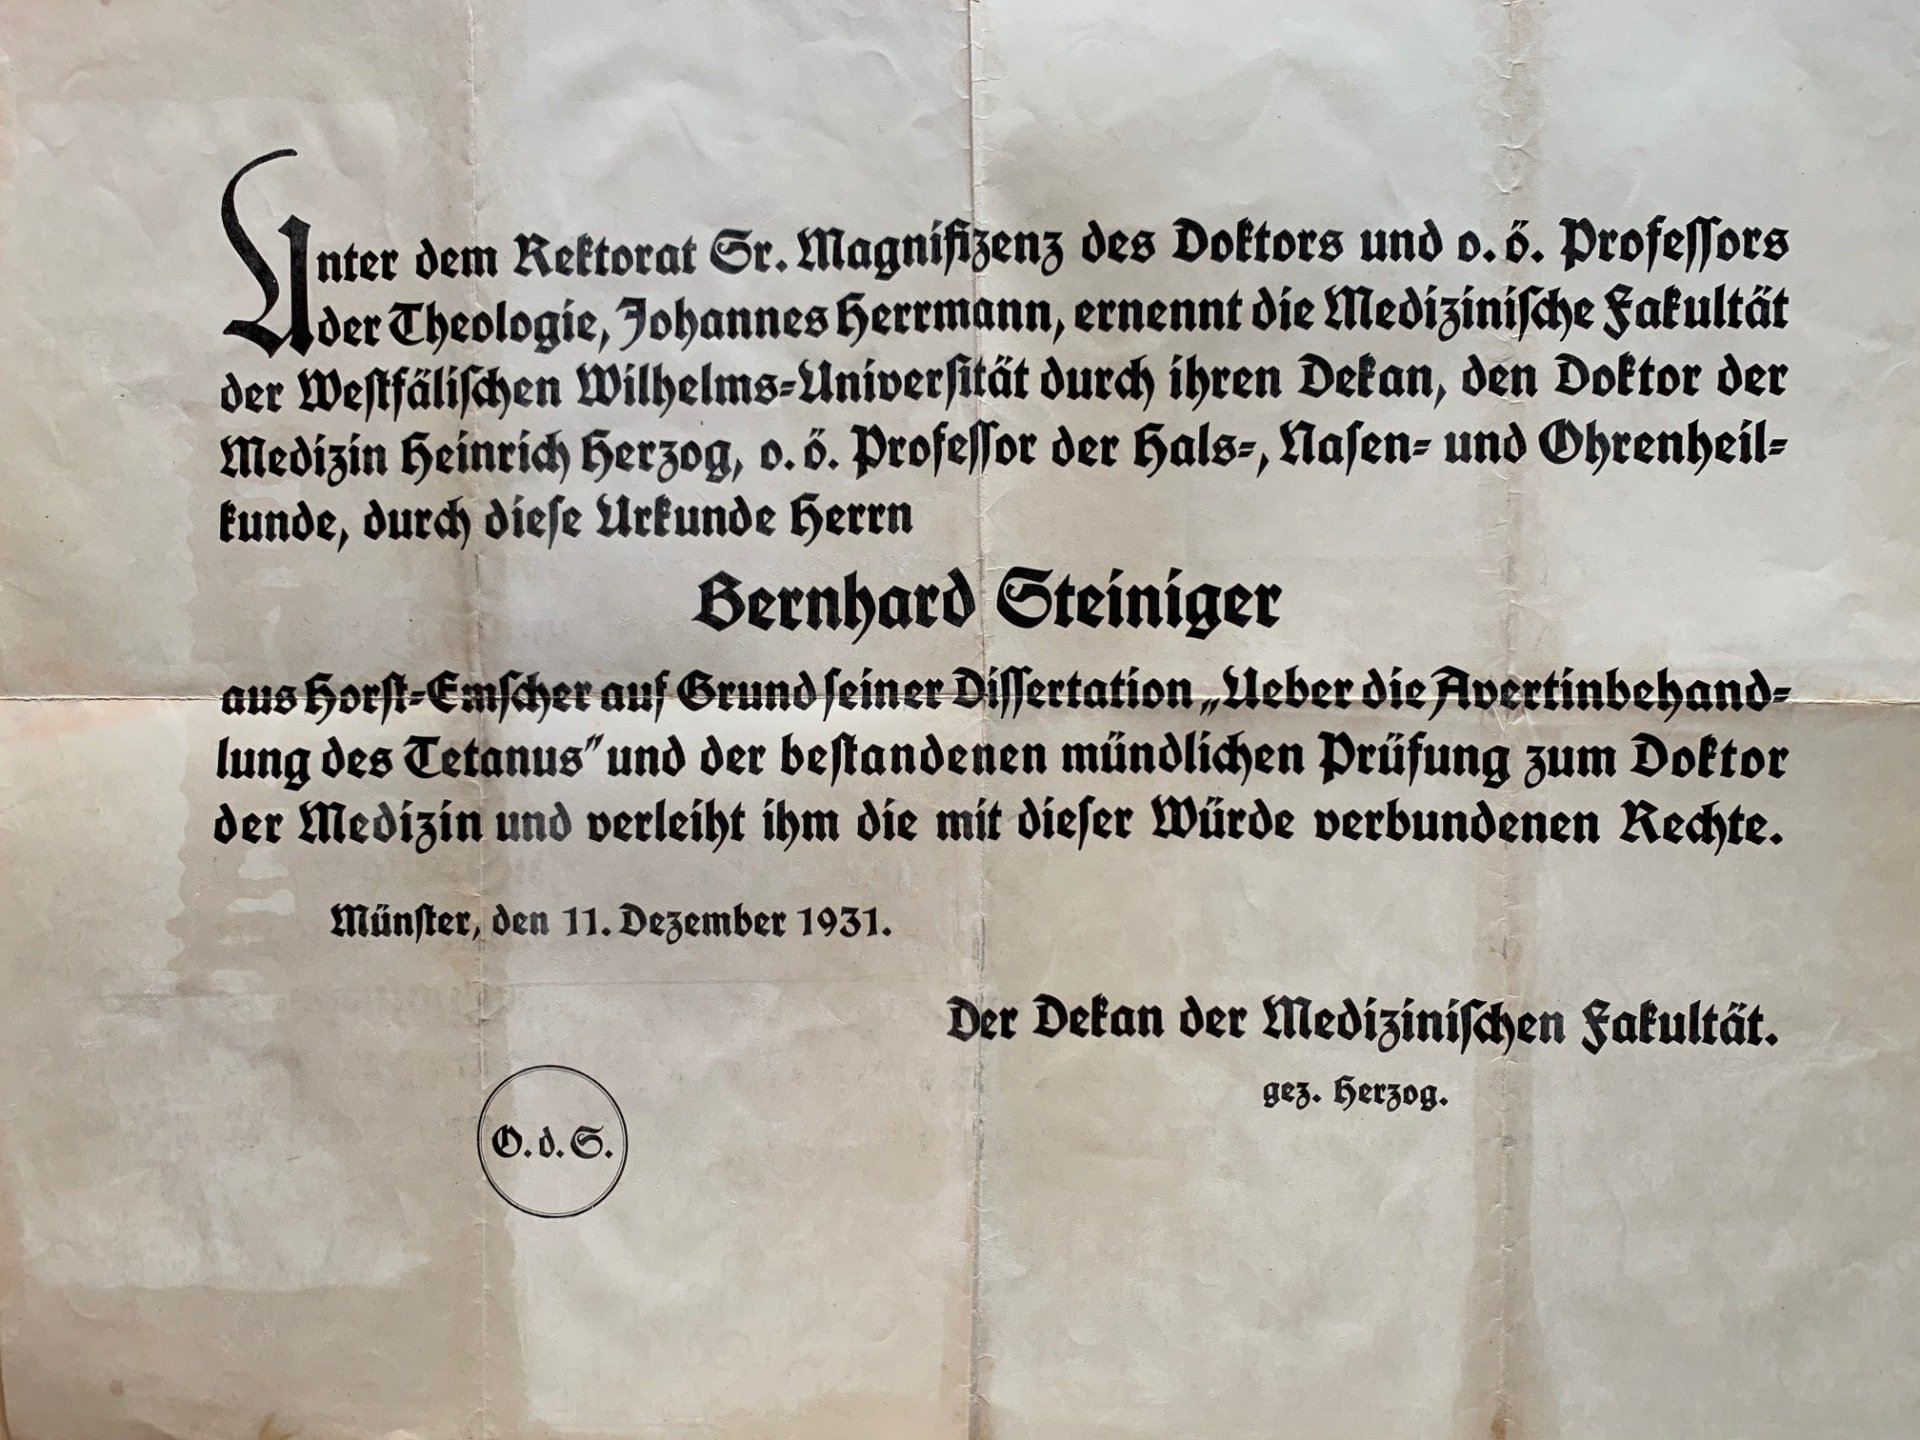 Unter dem Rektorat Sr. Magnifizenz des Doktors und o. ö. Professors
der Theologie, Johannes Herrmann, ernennt die Medizinische Fakultät
der Westfälischen Wilhelms-Universität durch ihren Dekan, den Doktor der
Medizin Heinrich Herzog, o. ö. Professor der Hals-, Nasen- und Ohrenheil-
kunde, durch diese Urkunde Herrn
Bernhard Steiniger
aus Horst-Emscher auf Grund seiner Dissertation „Ueber die Avertinbehand-
lung des Tetanus" und der bestandenen mündlichen Prüfung zum Doktor
der Medizin und verleiht ihm die mit dieser Würde verbundenen Rechte.
Münster, den 11. Dezember 1931.
Der Dekan der Medizinischen Fakultät.
gez. Herzog.
O. d. S.